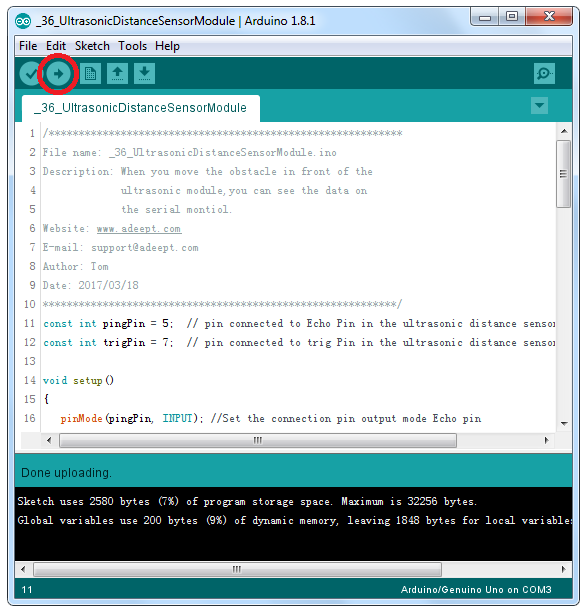 _36_UltrasonicDistanceSensorModule | Arduino 1.8.1
File Edit Sketch Tools Help
_36_UltrasonicDistanceSensorModule
1 /***********************************************************
2 File name: _36_UltrasonicDistanceSensorModule.ino
3 Description: When you move the obstacle in front of the
4 ultrasonic module,you can see the data on
5 the serial montiol.
6 Website: www.adeept.com
7 E-mail: support@adeept.com
8 Author: Tom
9 Date: 2017/03/18
10 ***********************************************************/
11 const int pingPin = 5; // pin connected to Echo Pin in the ultrasonic distance senso
12 const int trigPin = 7; // pin connected to trig Pin in the ultrasonic distance senso
13
14 void setup()
15 {
16 pinMode(pingPin, INPUT); //Set the connection pin output mode Echo pin
Done uploading.
Sketch uses 2580 bytes (7%) of program storage space. Maximum is 32256 bytes.
Global variables use 200 bytes (9%) of dynamic memory, leaving 1848 bytes for local variable
11 Arduino/Genuino Uno on COM3